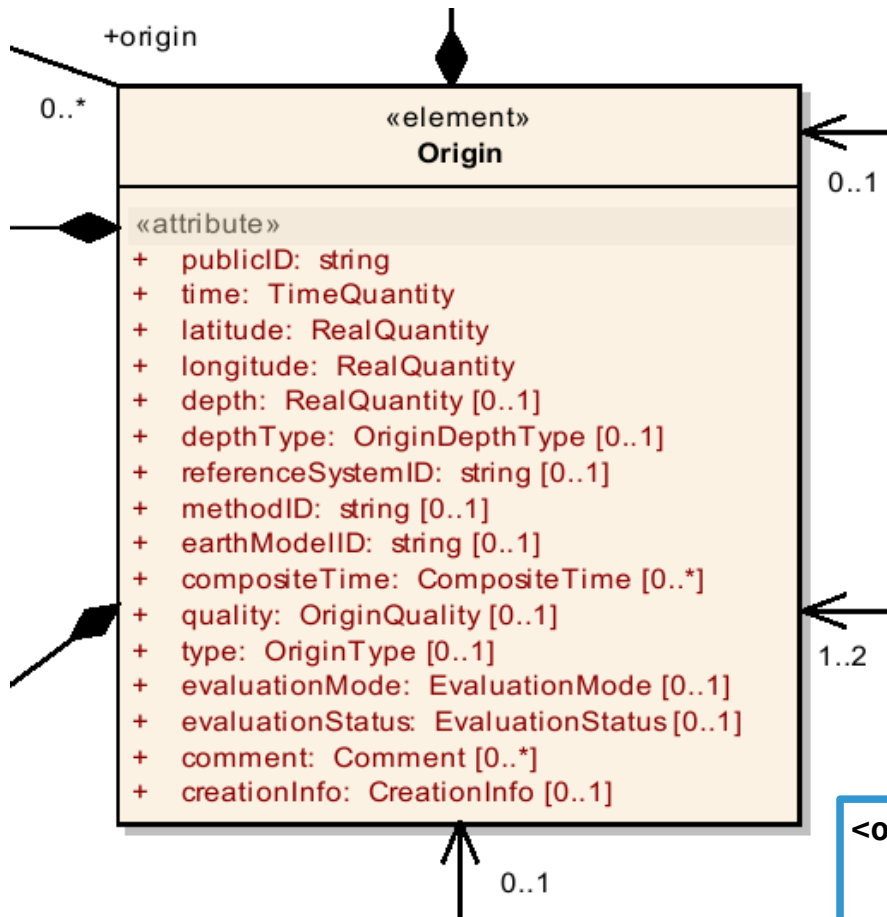 +origin
0..*
«element»
Origin
0..1
«attribute»
+ publicID: string
+ time: TimeQuantity
+ latitude: RealQuantity
+ longitude: RealQuantity
+ depth: RealQuantity [0..1]
+ depthType: OriginDepthType [0..1]
+ referenceSystemID: string [0..1]
+ methodID: string [0..1]
+ earthModelID: string [0..1]
+ compositeTime: CompositeTime [0..*]
+ quality: OriginQuality [0..1]
+ type: OriginType [0..1]
1..2
+ evaluationMode: EvaluationMode [0..1]
+ evaluationStatus: EvaluationStatus [0..1]
+ comment: Comment [0..*]
+ creationInfo: CreationInfo [0..1]
<o
0..1